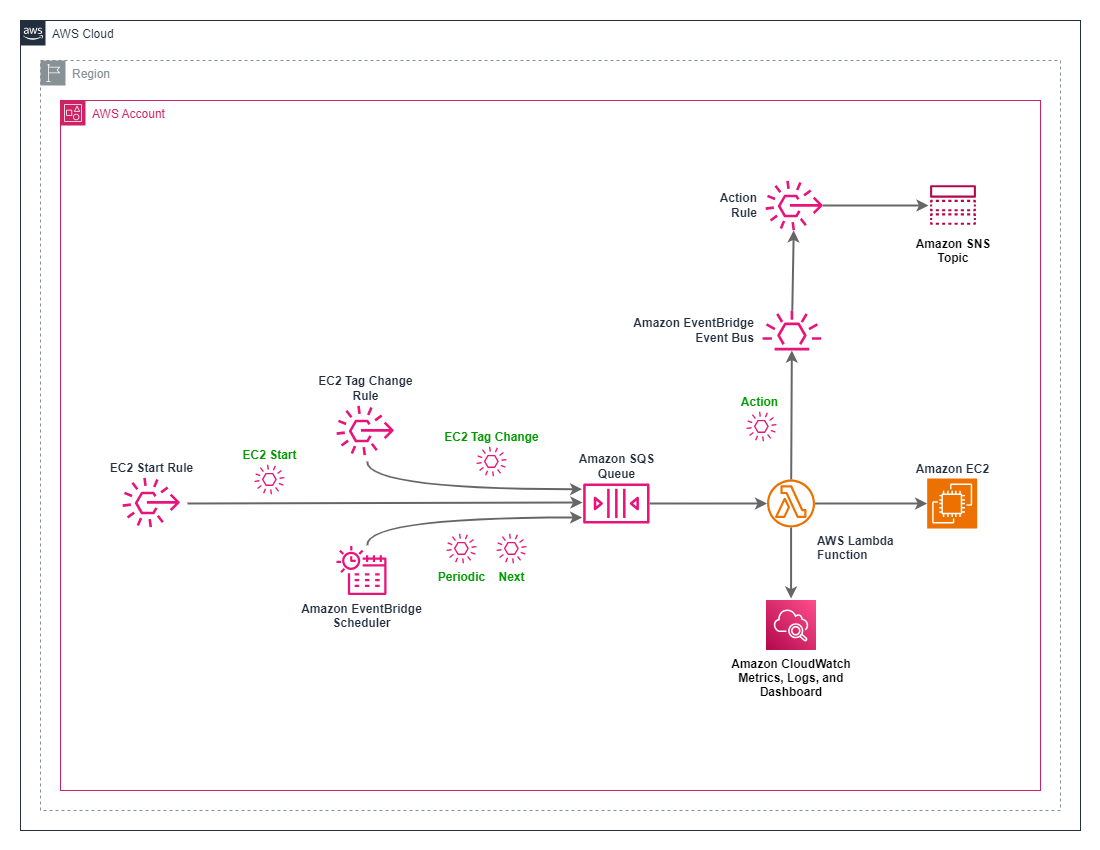 aws
AWS Cloud
Region
AWS Account
Action
Rule
Amazon SNS
Topic
Amazon EventBridge
Event Bus
EC2 Tag Change
Rule
Action
EC2 Tag Change
EC2 Start
EC2 Start Rule
Amazon SQS
Queue
Amazon EC2
AWS Lambda
Function
Periodic
Next
Amazon EventBridge
Scheduler
Amazon CloudWatch
Metrics, Logs, and
Dashboard